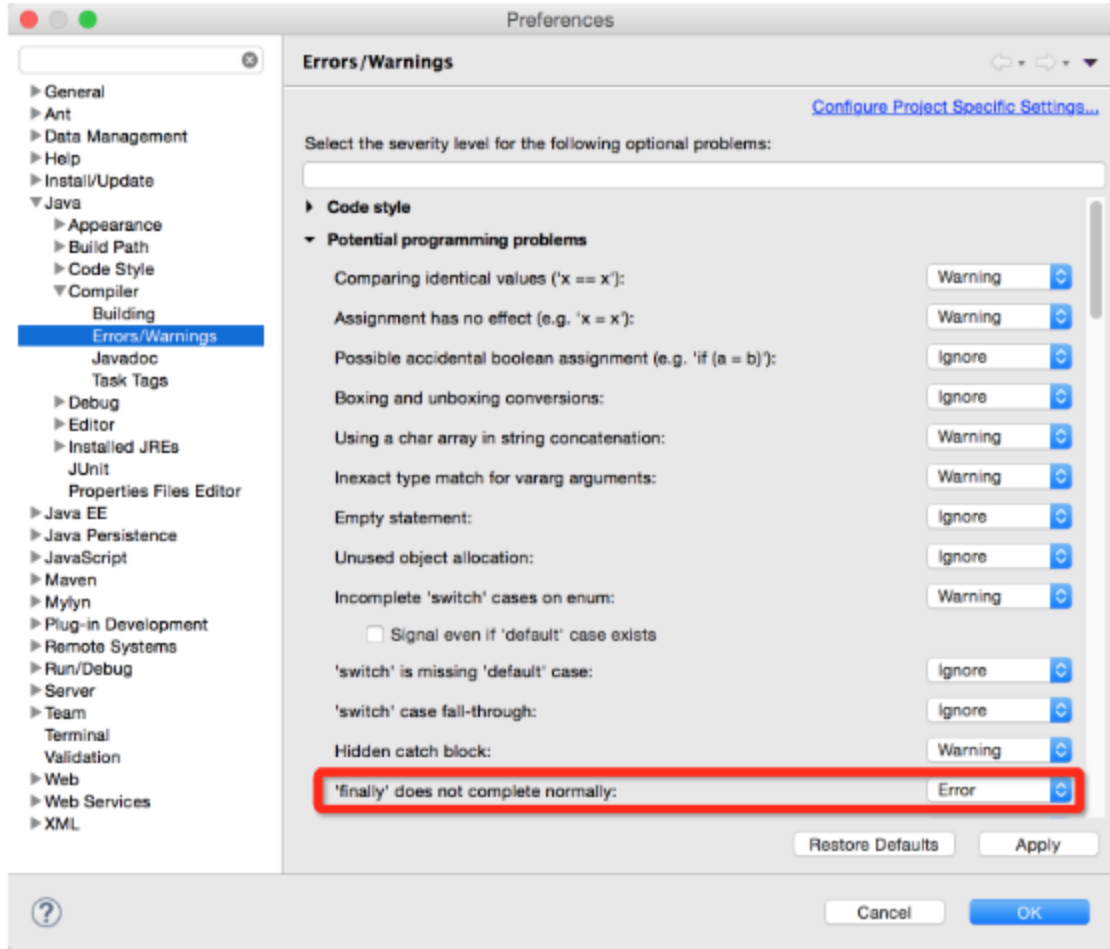 Preferences
Errors/Warnings
General
Ant
Data Management
Help
Install/Update
Java
Appearance
Build Path
Code Style
Compiler
Building
Errors/Warnings
Javadoc
Task Tags
Debug
Editor
Installed JREs
JUnit
Properties Files Editor
Java EE
Java Persistence
JavaScript
Maven
Mylyn
Plug-in Development
Remote Systems
Run/Debug
Server
Team
Terminal
Validation
Web
Web Services
XML
Configure Project Specific Settings...
Select the severity level for the following optional problems:
Code style
Potential programming problems
Comparing identical values ('x == x'): Warning
Assignment has no effect (e.g. 'x = x'): Warning
Possible accidental boolean assignment (e.g. 'if (a = b)'): Ignore
Boxing and unboxing conversions: Ignore
Using a char array in string concatenation: Warning
Inexact type match for vararg arguments: Warning
Empty statement: Ignore
Unused object allocation: Ignore
Incomplete 'switch' cases on enum: Warning
Signal even if 'default' case exists
'switch' is missing 'default' case: Ignore
'switch' case fall-through: Ignore
Hidden catch block: Warning
'finally' does not complete normally: Error
Restore Defaults Apply
? Cancel OK